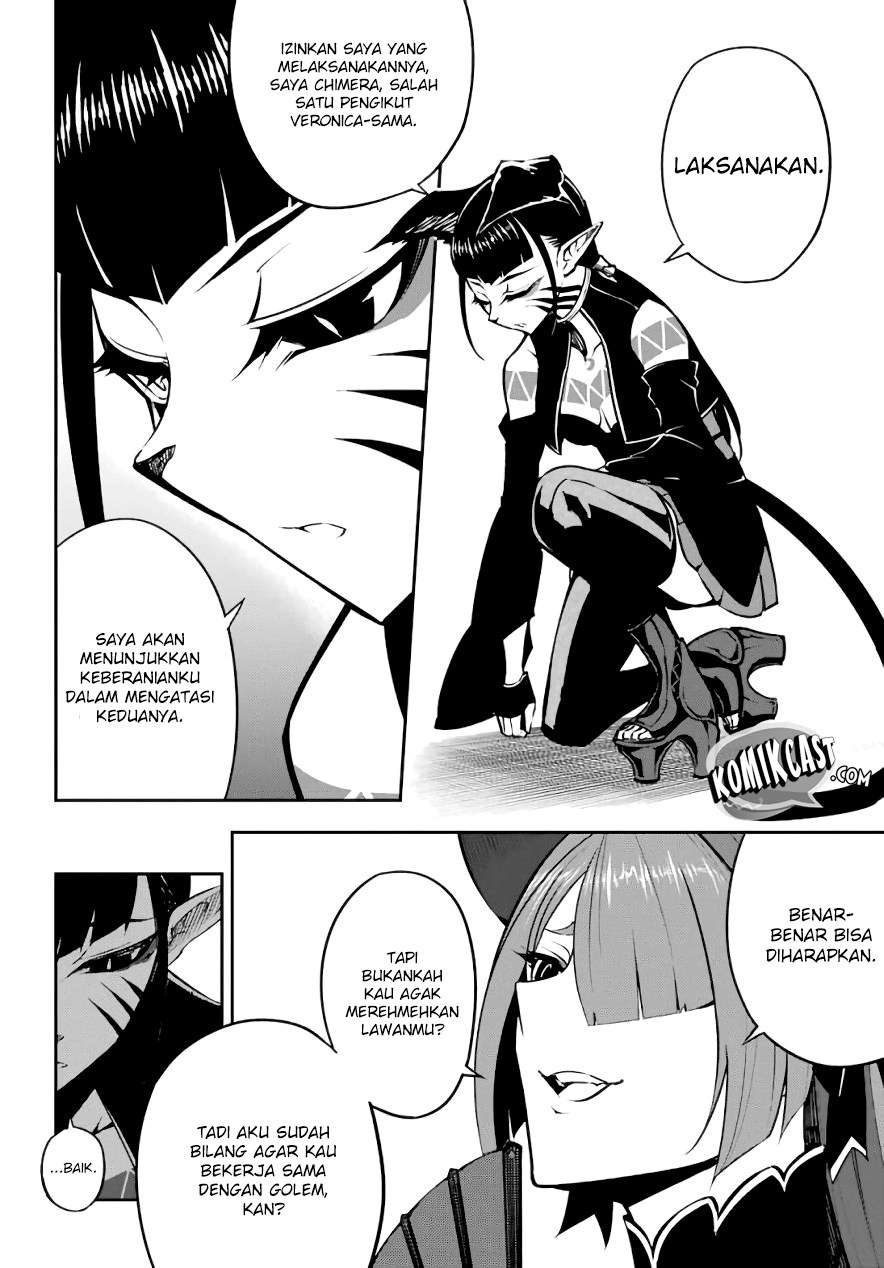 LAKSANAKAN.
IZINKAN SAYA YANG
MELAKSANAKANNYA,
SAYA CHIMERA, SALAH
SATU PENGIKUT
VERONICA-SAMA.
SAYA AKAN
MENUNJUKKAN
KEBERANIANKU
DALAM MENGATASI
KEDUANYA.
KOMIKCAST
.COM
BENAR-
BENAR BISA
DIHARAPKAN.
TAPI
BUKANKAH
KAU AGAK
MEREHMEHKAN
LAWANMU?
TADI AKU SUDAH
BILANG AGAR KAU
BEKERJA SAMA
DENGAN GOLEM,
KAN?
...BAIK.